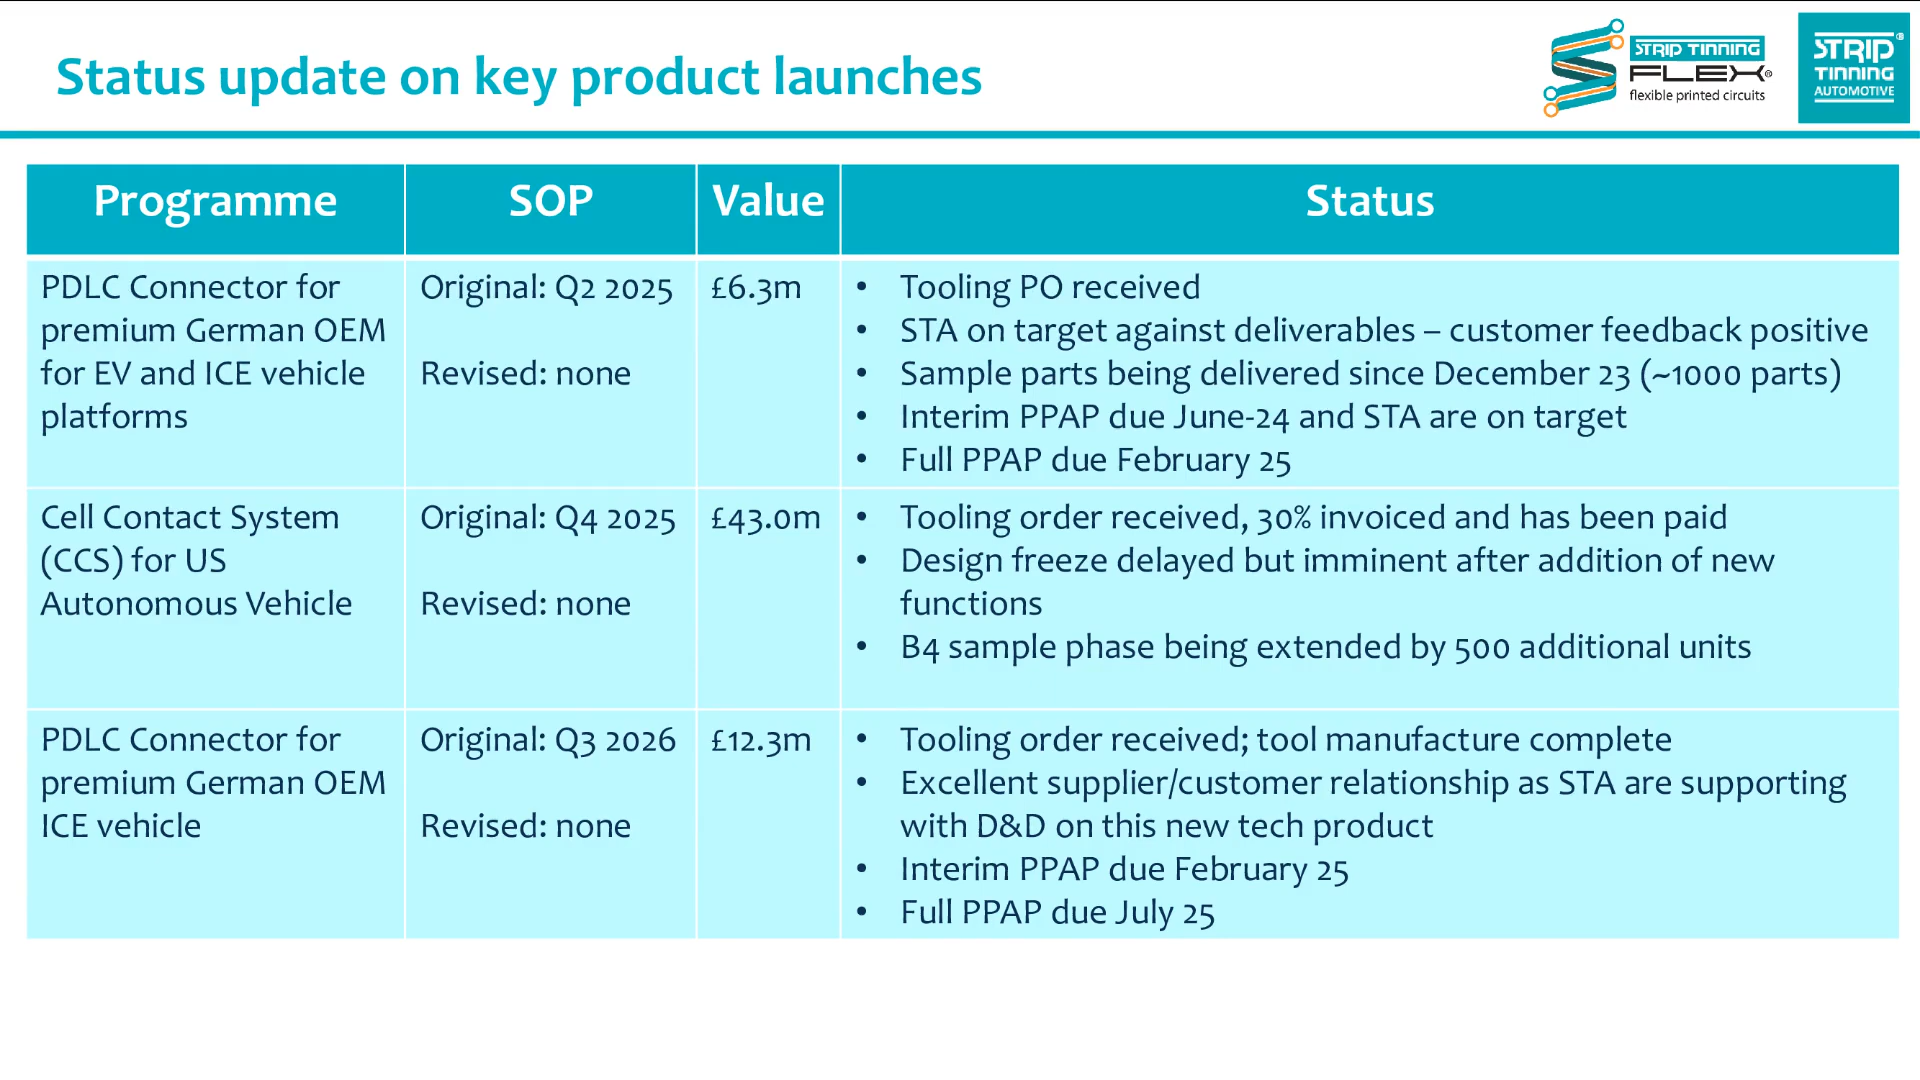 Status update on key product launches
STRIP TINNING
FLEX®
flexible printed circuits
STRIP®
TINNING
AUTOMOTIVE
Programme
SOP
Value
Status
PDLC Connector for
premium German OEM
for EV and ICE vehicle
platforms
Original: Q2 2025
Revised: none
£6.3m
• Tooling PO received
• STA on target against deliverables – customer feedback positive
• Sample parts being delivered since December 23 (~1000 parts)
• Interim PPAP due June-24 and STA are on target
• Full PPAP due February 25
Cell Contact System
(CCS) for US
Autonomous Vehicle
Original: Q4 2025
Revised: none
£43.0m
• Tooling order received, 30% invoiced and has been paid
• Design freeze delayed but imminent after addition of new
functions
• B4 sample phase being extended by 500 additional units
PDLC Connector for
premium German OEM
ICE vehicle
Original: Q3 2026
Revised: none
£12.3m
• Tooling order received; tool manufacture complete
• Excellent supplier/customer relationship as STA are supporting
with D&D on this new tech product
• Interim PPAP due February 25
• Full PPAP due July 25